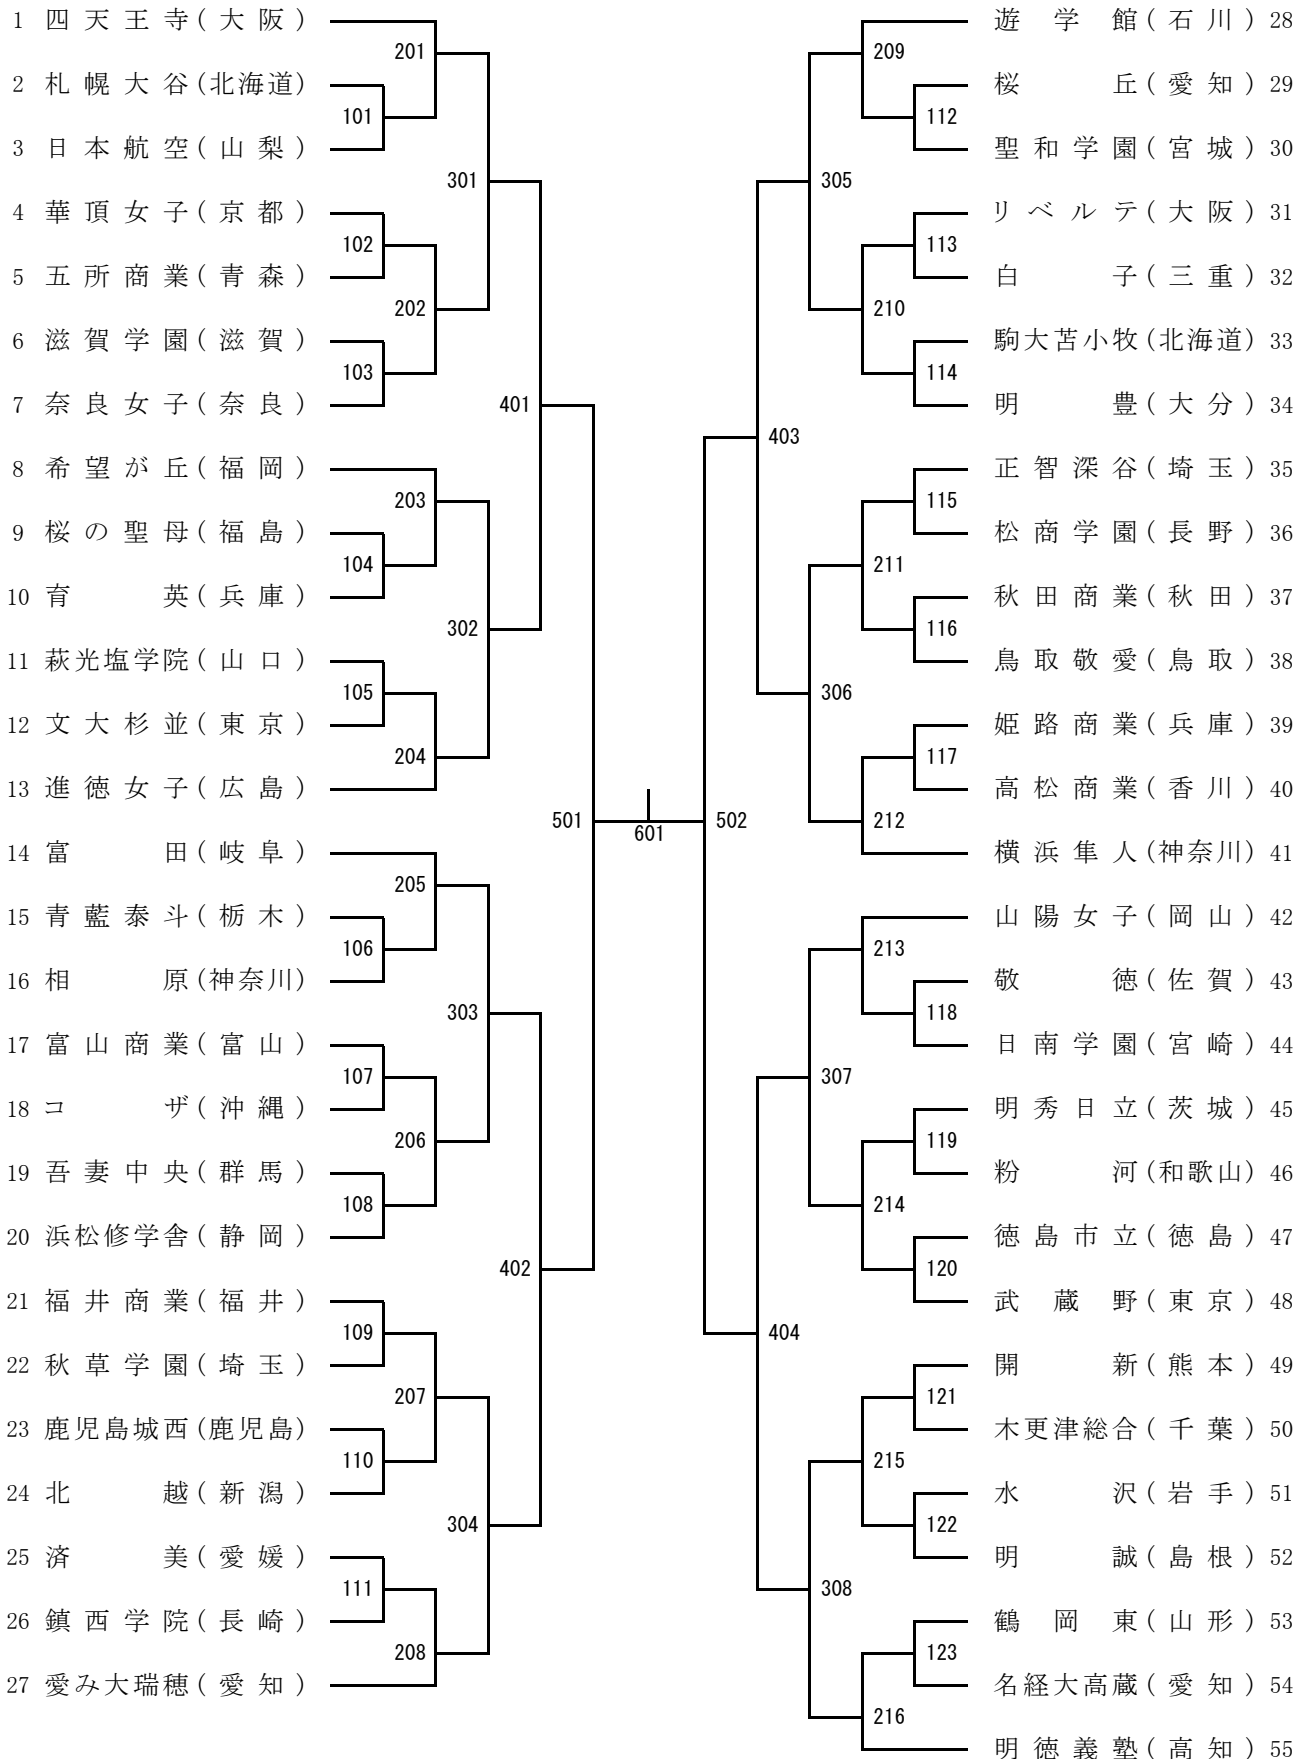 1 四天王寺(大阪)
2 札幌大谷(北海道)
3 日本航空(山梨)
4 華頂女子(京都)
5 五所商業(青森)
6 滋賀学園(滋賀)
7 奈良女子(奈良)
8 希望が丘(福岡)
9 桜の聖母(福島)
10 育英(兵庫)
11 萩光塩学院(山口)
12 文大杉並(東京)
13 進徳女子(広島)
14 富田(岐阜)
15 青藍泰斗(栃木)
16 相原(神奈川)
17 富山商業(富山)
18 コザ(沖縄)
19 吾妻中央(群馬)
20 浜松修学舎(静岡)
21 福井商業(福井)
22 秋草学園(埼玉)
23 鹿児島城西(鹿児島)
24 北越(新潟)
25 済美(愛媛)
26 鎮西学院(長崎)
27 愛み大瑞穂(愛知)
101
102
103
104
105
106
107
108
109
110
111
201
202
203
204
205
206
207
208
301
302
303
304
401
402
501
601
502
403
404
305
306
307
308
209
210
211
212
213
214
215
216
112
113
114
115
116
117
118
119
120
121
122
123
遊学館(石川) 28
桜丘(愛知) 29
聖和学園(宮城) 30
リベルテ(大阪) 31
白子(三重) 32
駒大苫小牧(北海道) 33
明豊(大分) 34
正智深谷(埼玉) 35
松商学園(長野) 36
秋田商業(秋田) 37
鳥取敬愛(鳥取) 38
姫路商業(兵庫) 39
高松商業(香川) 40
横浜隼人(神奈川) 41
山陽女子(岡山) 42
敬徳(佐賀) 43
日南学園(宮崎) 44
明秀日立(茨城) 45
粉河(和歌山) 46
徳島市立(徳島) 47
武蔵野(東京) 48
開新(熊本) 49
木更津総合(千葉) 50
水沢(岩手) 51
明誠(島根) 52
鶴岡東(山形) 53
名経大高蔵(愛知) 54
明徳義塾(高知) 55